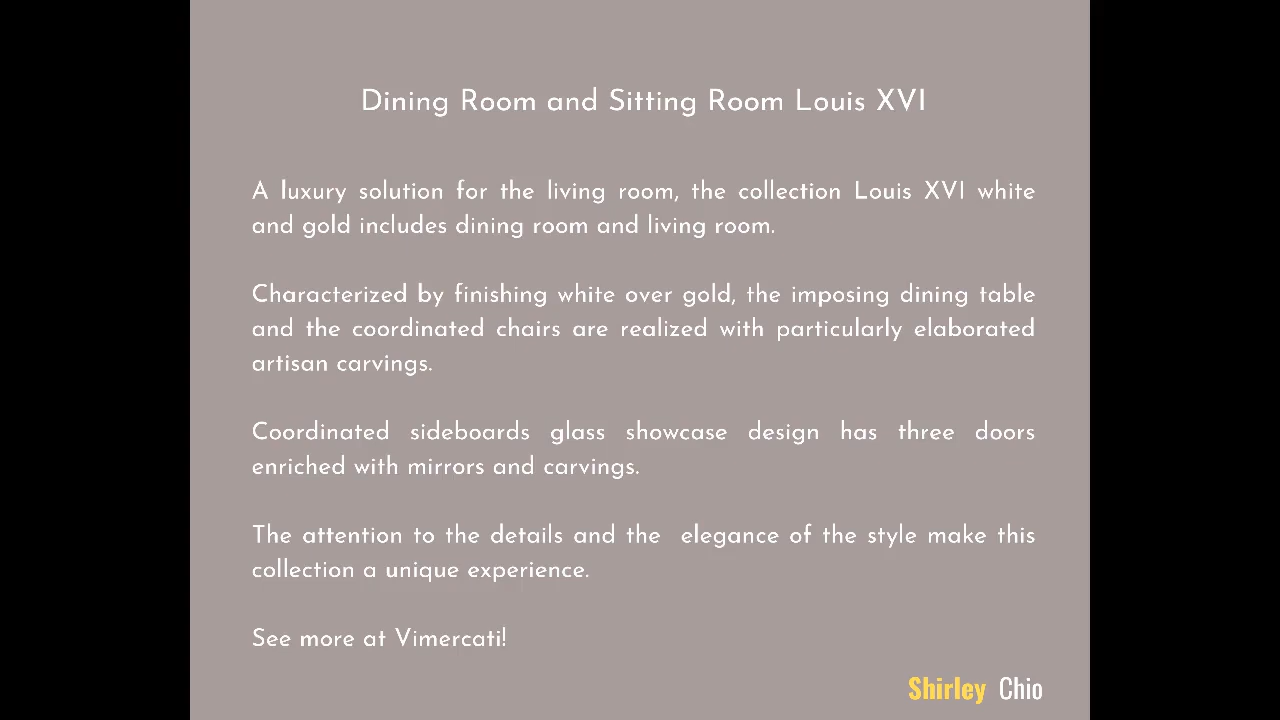 Dining Room and Sitting Room Louis XVI
A luxury solution for the living room, the collection Louis XVI white
and gold includes dining room and living room.
Characterized by finishing white over gold, the imposing dining table
and the coordinated chairs are realized with particularly elaborated
artisan carvings.
Coordinated sideboards glass showcase design has three doors
enriched with mirrors and carvings.
The attention to the details and the elegance of the style make this
collection a unique experience.
See more at Vimercati!
Shirley Chio